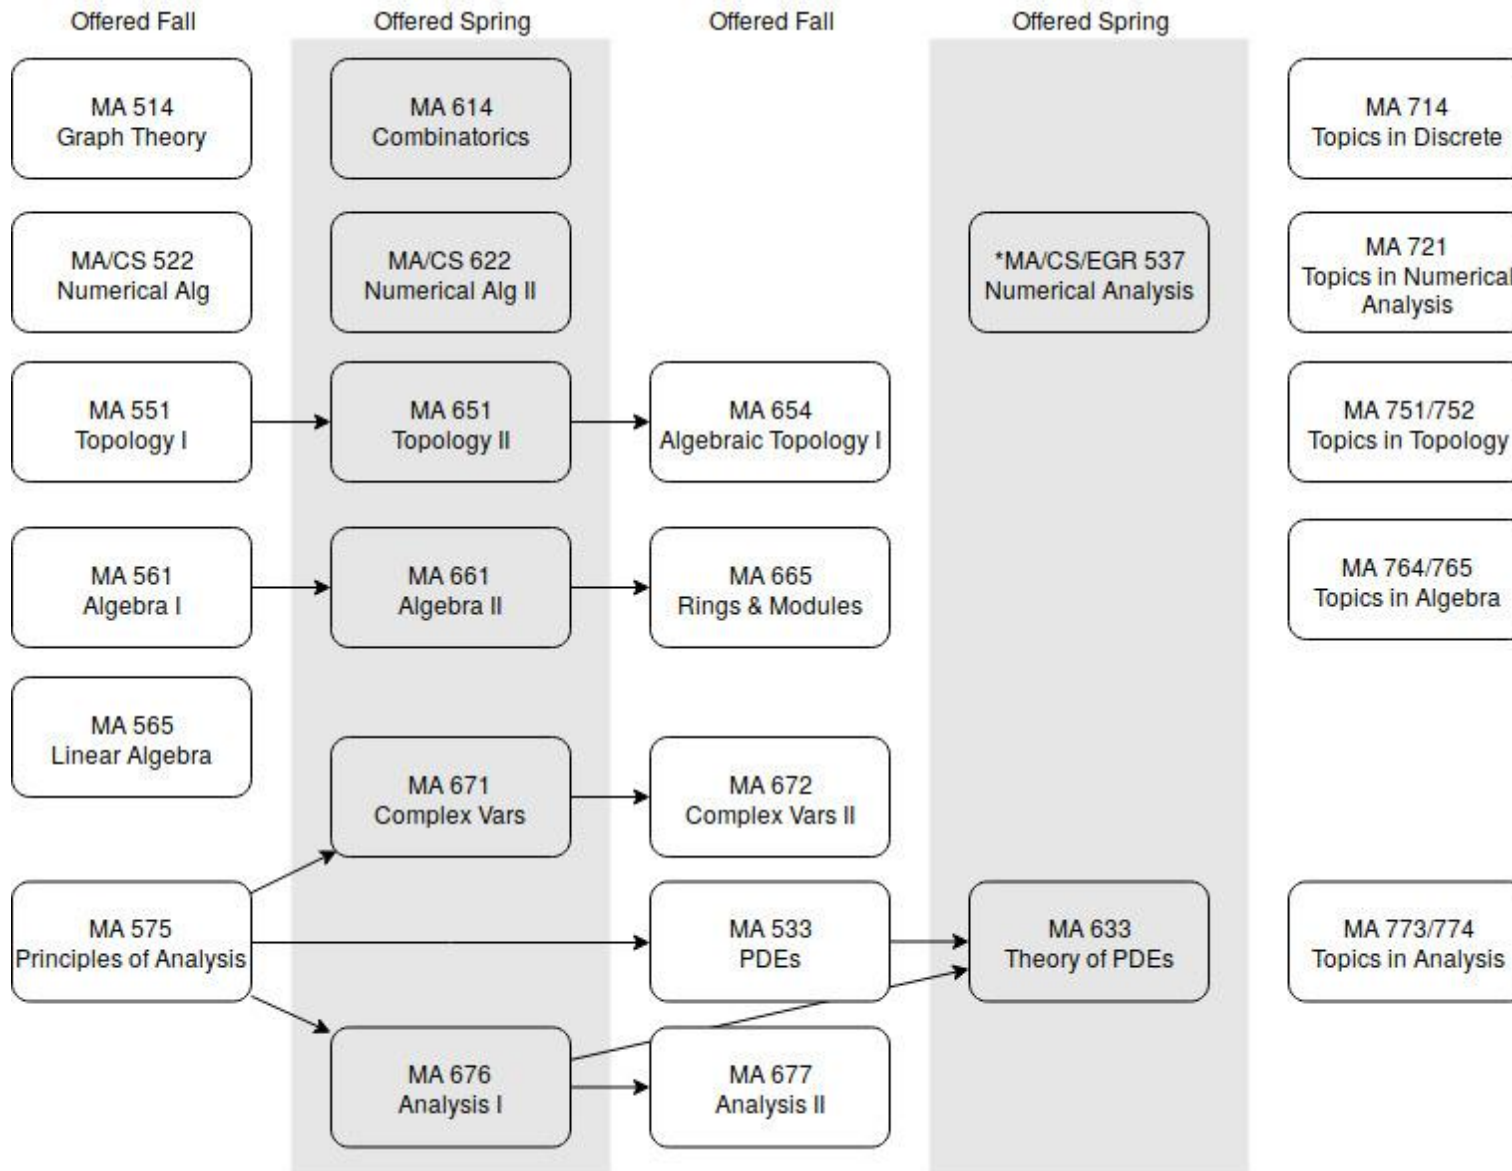 Offered Fall
Offered Spring
Offered Fall
Offered Spring
MA 514
Graph Theory
MA 614
Combinatorics
MA 714
Topics in Discrete
MA/CS 522
Numerical Alg
MA/CS 622
Numerical Alg II
*MA/CS/EGR 537
Numerical Analysis
MA 721
Topics in Numerical
Analysis
MA 551
Topology I
MA 651
Topology II
MA 654
Algebraic Topology I
MA 751/752
Topics in Topology
MA 561
Algebra I
MA 661
Algebra II
MA 665
Rings & Modules
MA 764/765
Topics in Algebra
MA 565
Linear Algebra
MA 671
Complex Vars
MA 672
Complex Vars II
MA 575
Principles of Analysis
MA 533
PDEs
MA 633
Theory of PDEs
MA 773/774
Topics in Analysis
MA 676
Analysis I
MA 677
Analysis II